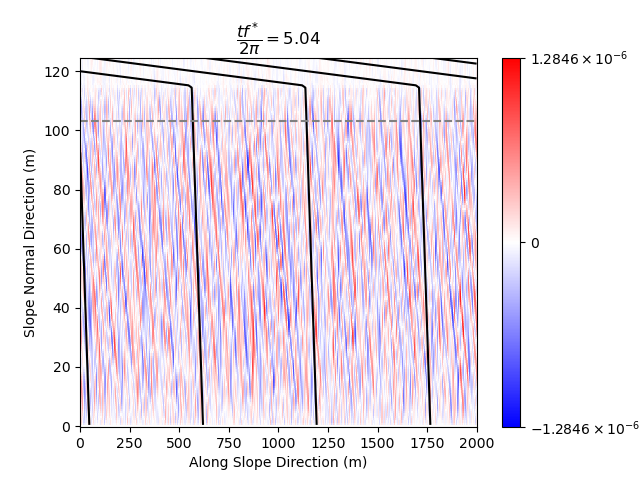 tf*/2π = 5.04
1.2846 × 10⁻⁶
0
−1.2846 × 10⁻⁶
120
100
80
60
40
20
0
Slope Normal Direction (m)
0 250 500 750 1000 1250 1500 1750 2000
Along Slope Direction (m)